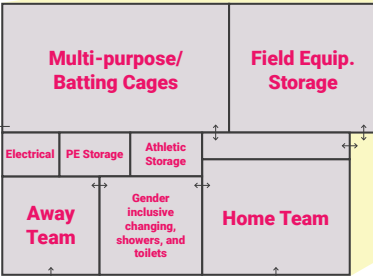 Multi-purpose/
Batting Cages
Field Equip.
Storage
Electrical
PE Storage
Athletic
Storage
Away
Team
Gender
inclusive
changing,
showers, and
toilets
Home Team